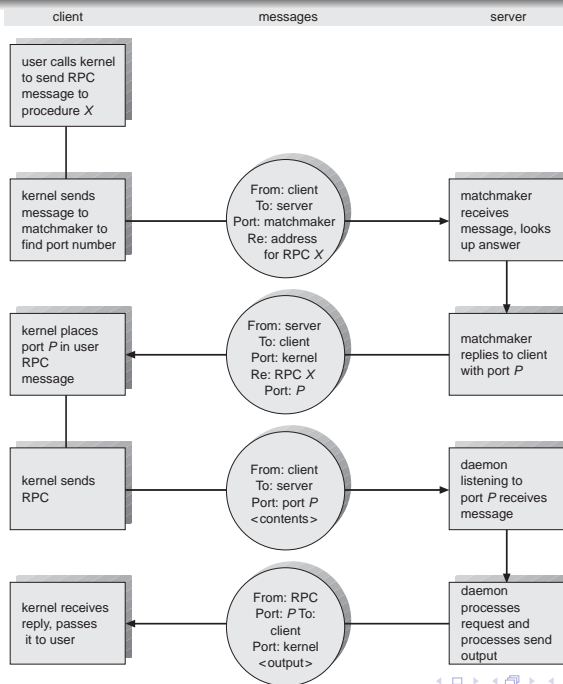 client messages server
user calls kernel
to send RPC
message to
procedure X
kernel sends
message to
matchmaker to
find port number
From: client
To: server
Port: matchmaker
Re: address
for RPC X
matchmaker
receives
message, looks
up answer
kernel places
port P in user
RPC
message
From: server
To: client
Port: kernel
Re: RPC X
Port: P
matchmaker
replies to client
with port P
kernel sends
RPC
From: client
To: server
Port: port P
<contents>
daemon
listening to
port P receives
message
kernel receives
reply, passes
it to user
From: RPC
Port: P To:
client
Port: kernel
<output>
daemon
processes
request and
processes send
output